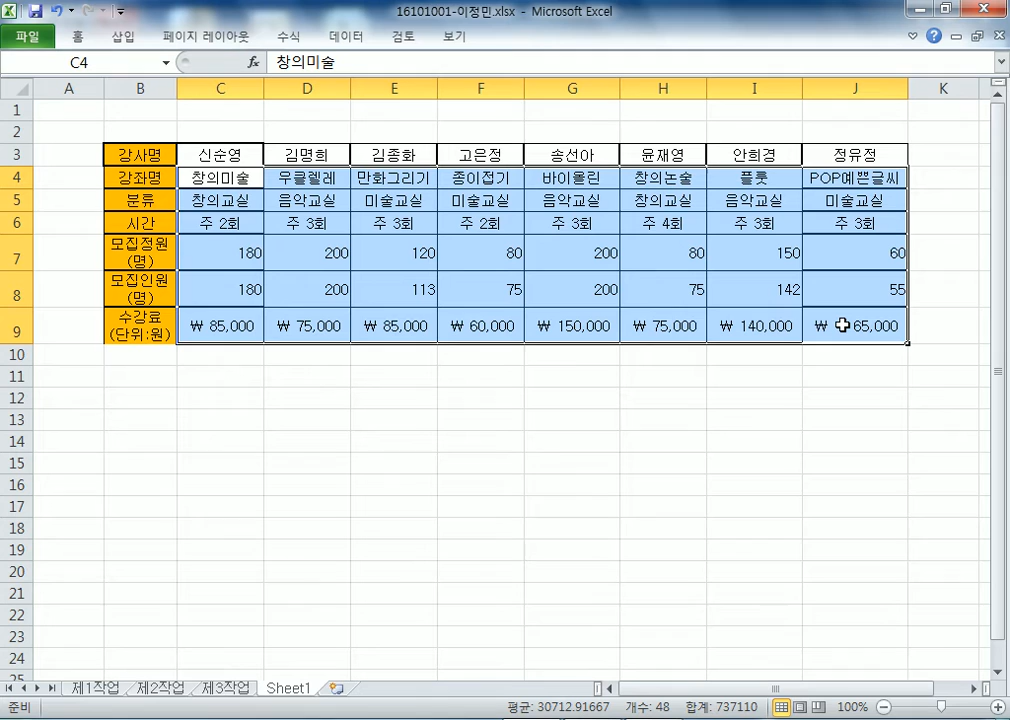 16101001-이정민.xlsx - Microsoft Excel
파일 홈 삽입 페이지 레이아웃 수식 데이터 검토 보기
C4 fx 창의미술
A B C D E F G H I J K
1
2
3 강사명 신순영 김명희 김종화 고은정 송선아 윤재영 안희경 정유정
4 강좌명 창의미술 우클렐레 만화그리기 종이접기 바이올린 창의논술 플룻 POP예쁜글씨
5 분류 창의교실 음악교실 미술교실 미술교실 음악교실 창의교실 음악교실 미술교실
6 시간 주 2회 주 3회 주 3회 주 2회 주 3회 주 4회 주 3회 주 3회
모집정원
7 (명) 180 200 120 80 200 80 150 60
모집인원
8 (명) 180 200 113 75 200 75 142 55
수강료
9 (단위:원) ₩ 85,000 ₩ 75,000 ₩ 85,000 ₩ 60,000 ₩ 150,000 ₩ 75,000 ₩ 140,000 ₩ 65,000
10
11
12
13
14
15
16
17
18
19
20
21
22
23
24
25
제1작업 제2작업 제3작업 Sheet1
준비 평균: 30712.91667 개수: 48 합계: 737110 100%